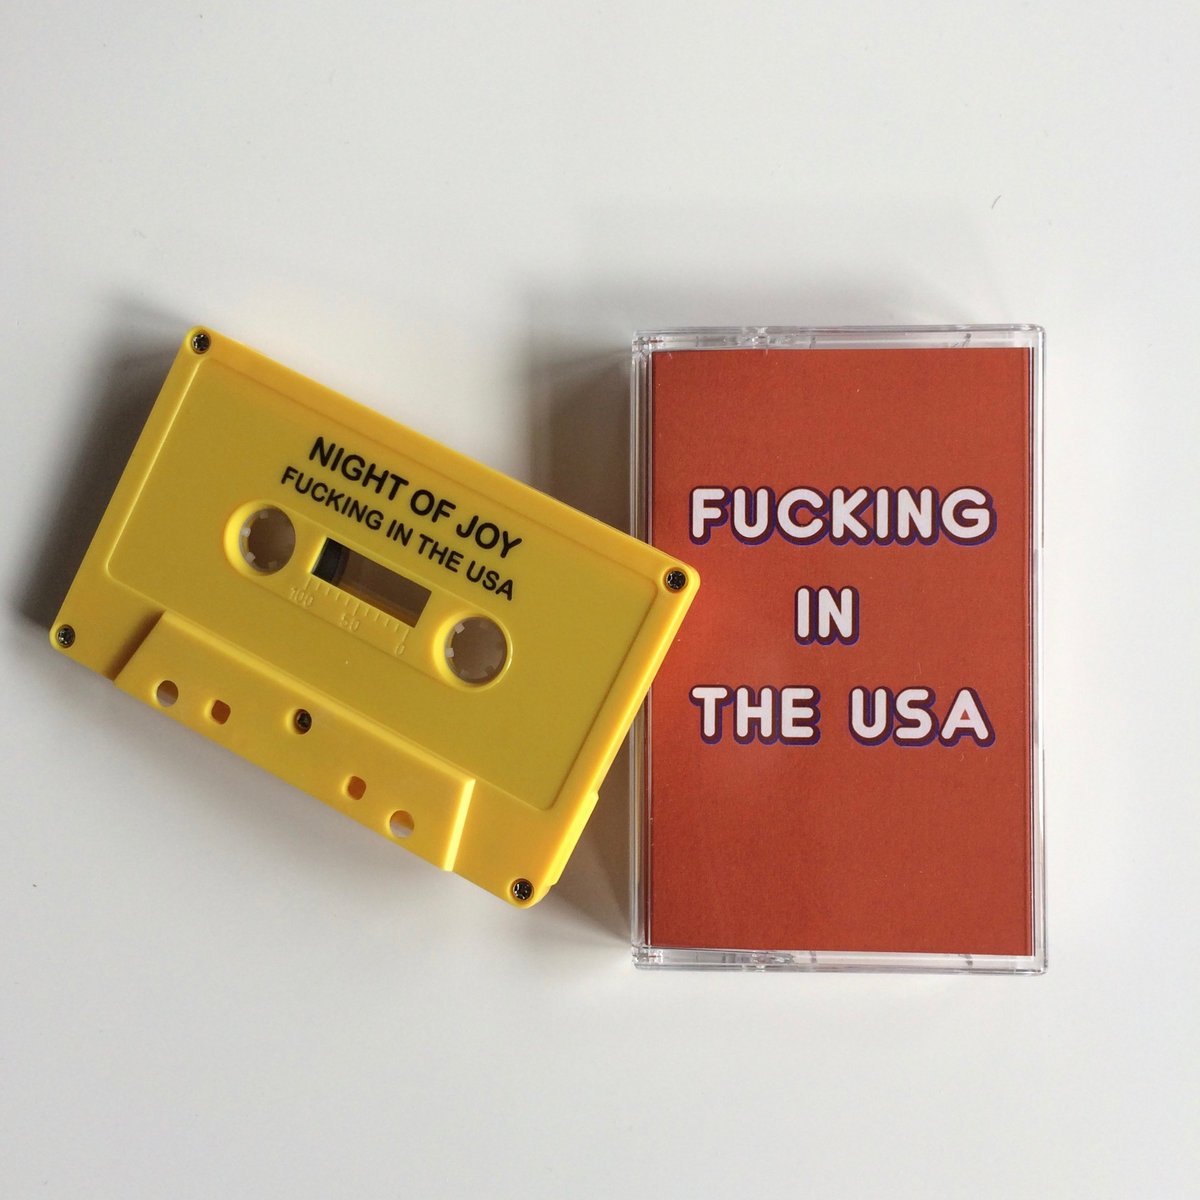 NIGHT OF JOY
FUCKING IN THE USA
100
50
0
FUCKING
IN
THE USA